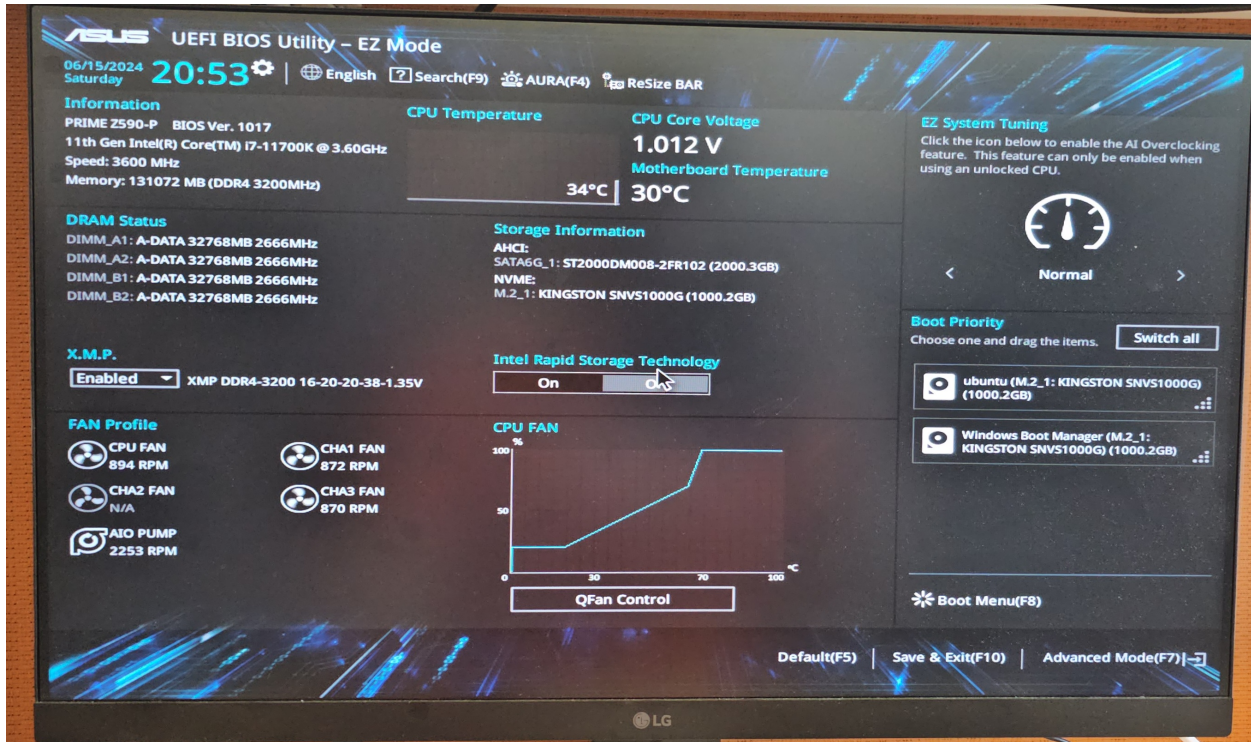 ASUS UEFI BIOS Utility – EZ Mode
06/15/2024
Saturday
20:53
English
? Search(F9)
AURA(F4)
ReSize BAR
Information
PRIME Z590-P BIOS Ver. 1017
11th Gen Intel(R) Core(TM) i7-11700K @ 3.60GHz
Speed: 3600 MHz
Memory: 131072 MB (DDR4 3200MHz)
CPU Temperature
34°C
CPU Core Voltage
1.012 V
Motherboard Temperature
30°C
EZ System Tuning
Click the icon below to enable the AI Overclocking
feature. This feature can only be enabled when
using an unlocked CPU.
< Normal >
DRAM Status
DIMM_A1: A-DATA 32768MB 2666MHz
DIMM_A2: A-DATA 32768MB 2666MHz
DIMM_B1: A-DATA 32768MB 2666MHz
DIMM_B2: A-DATA 32768MB 2666MHz
Storage Information
AHCI:
SATA6G_1: ST2000DM008-2FR102 (2000.3GB)
NVME:
M.2_1: KINGSTON SNVS1000G (1000.2GB)
X.M.P.
Enabled XMP DDR4-3200 16-20-20-38-1.35V
Intel Rapid Storage Technology
On
Boot Priority
Choose one and drag the items.
Switch all
ubuntu (M.2_1: KINGSTON SNVS1000G)
(1000.2GB)
Windows Boot Manager (M.2_1:
KINGSTON SNVS1000G) (1000.2GB)
FAN Profile
CPU FAN
894 RPM
CHA1 FAN
872 RPM
CHA2 FAN
N/A
CHA3 FAN
870 RPM
AIO PUMP
2253 RPM
CPU FAN
%
100
50
0 30 70 100
°C
QFan Control
Boot Menu(F8)
Default(F5) | Save & Exit(F10) | Advanced Mode(F7)
LG